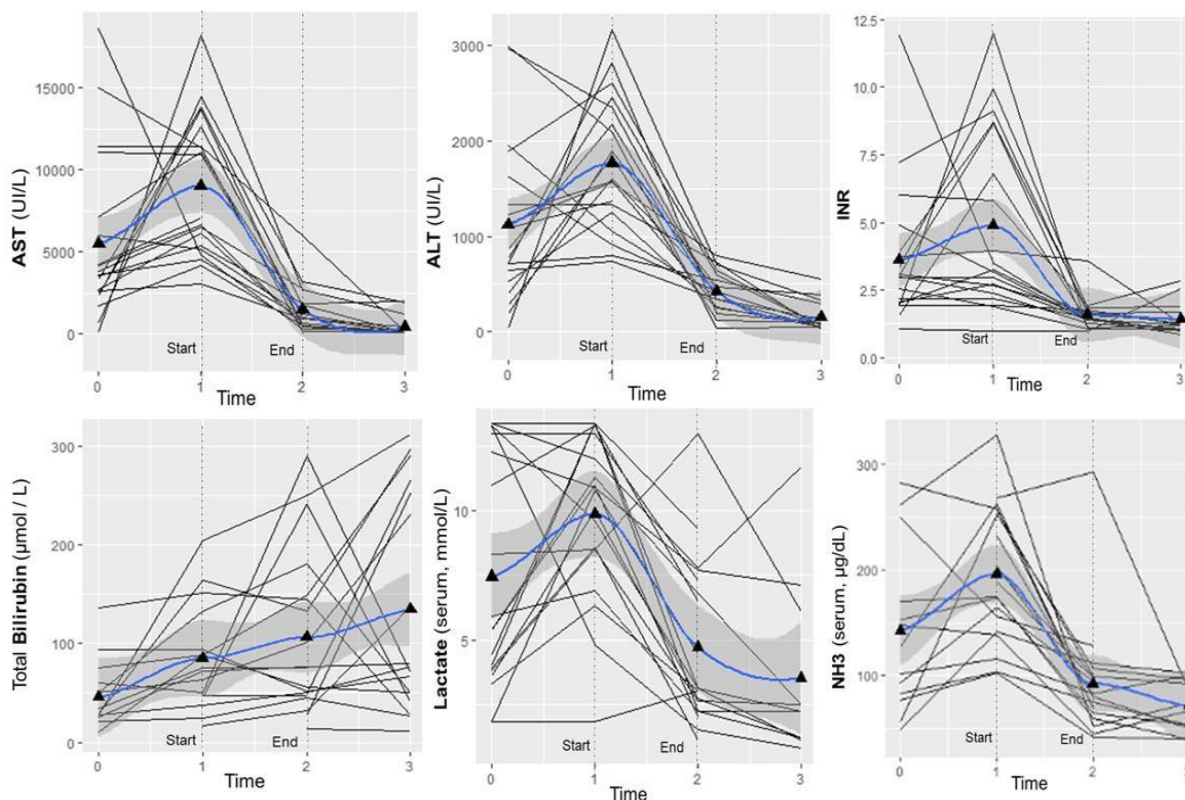 AST (UI/L)
15000
10000
5000
0
Start
End
0 1 2 3
Time
ALT (UI/L)
3000
2000
1000
0
Start
End
0 1 2 3
Time
INR
12.5
10.0
7.5
5.0
2.5
0.0
Start
End
0 1 2 3
Time
Total Bilirubin (µmol / L)
300
200
100
0
Start
End
0 1 2 3
Time
Lactate (serum, mmol/L)
10
5
Start
End
0 1 2 3
Time
NH3 (serum, µg/dL)
300
200
100
Start
End
0 1 2 3
Time